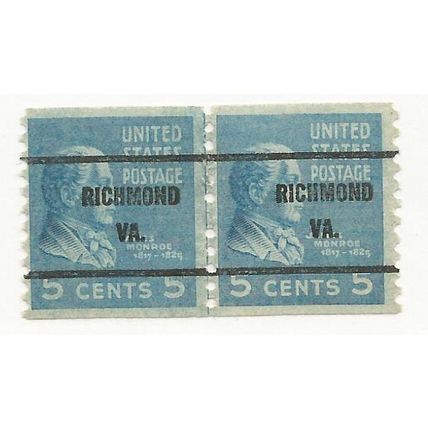 UNITED
STATES
POSTAGE
RICHMOND
VA.
MONROE
1817-1825
5 CENTS 5
UNITED
STATES
POSTAGE
RICHMOND
VA.
MONROE
1817-1825
5 CENTS 5